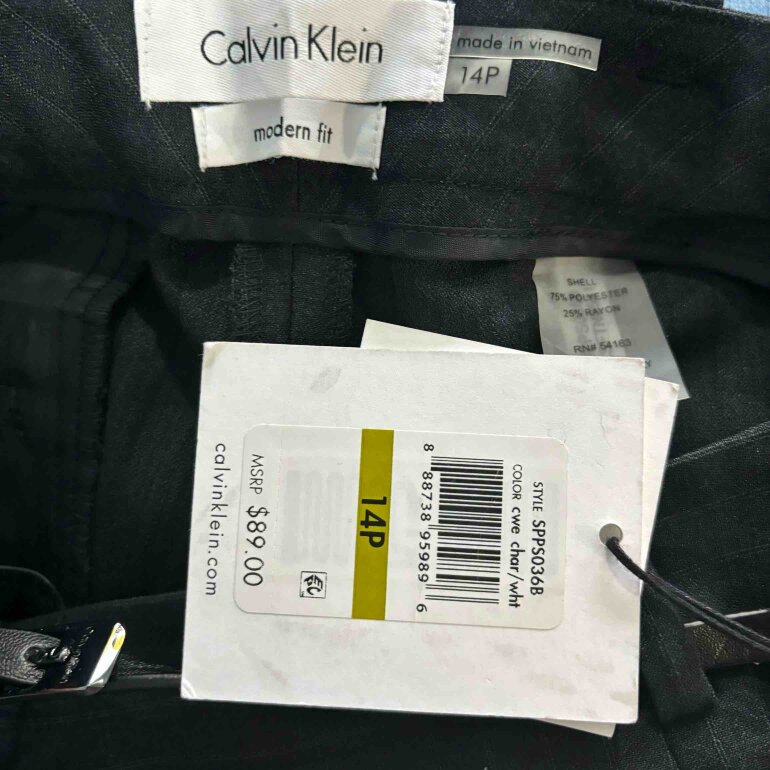 Calvin Klein
made in vietnam
14P
modern fit
SHELL
75% POLYESTER
25% RAYON
RN# 54163
calvinklein.com
MSRP $89.00
14P
8 88738 95989 6
STYLE SPPS036B
COLOR cwe char/wht